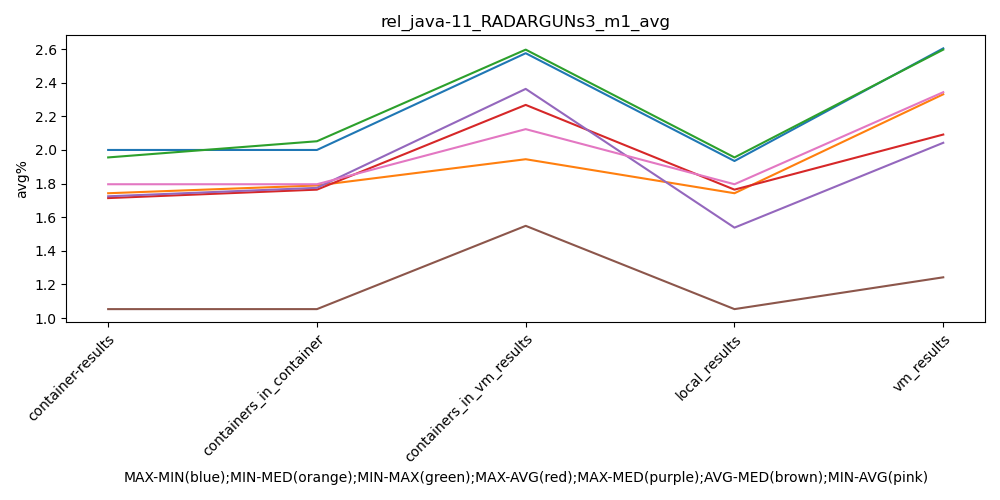 rel_java-11_RADARGUNs3_m1_avg
avg%
2.6
2.4
2.2
2.0
1.8
1.6
1.4
1.2
1.0
container-results
containers_in_container
containers_in_vm_results
local_results
vm_results
MAX-MIN(blue);MIN-MED(orange);MIN-MAX(green);MAX-AVG(red);MAX-MED(purple);AVG-MED(brown);MIN-AVG(pink)